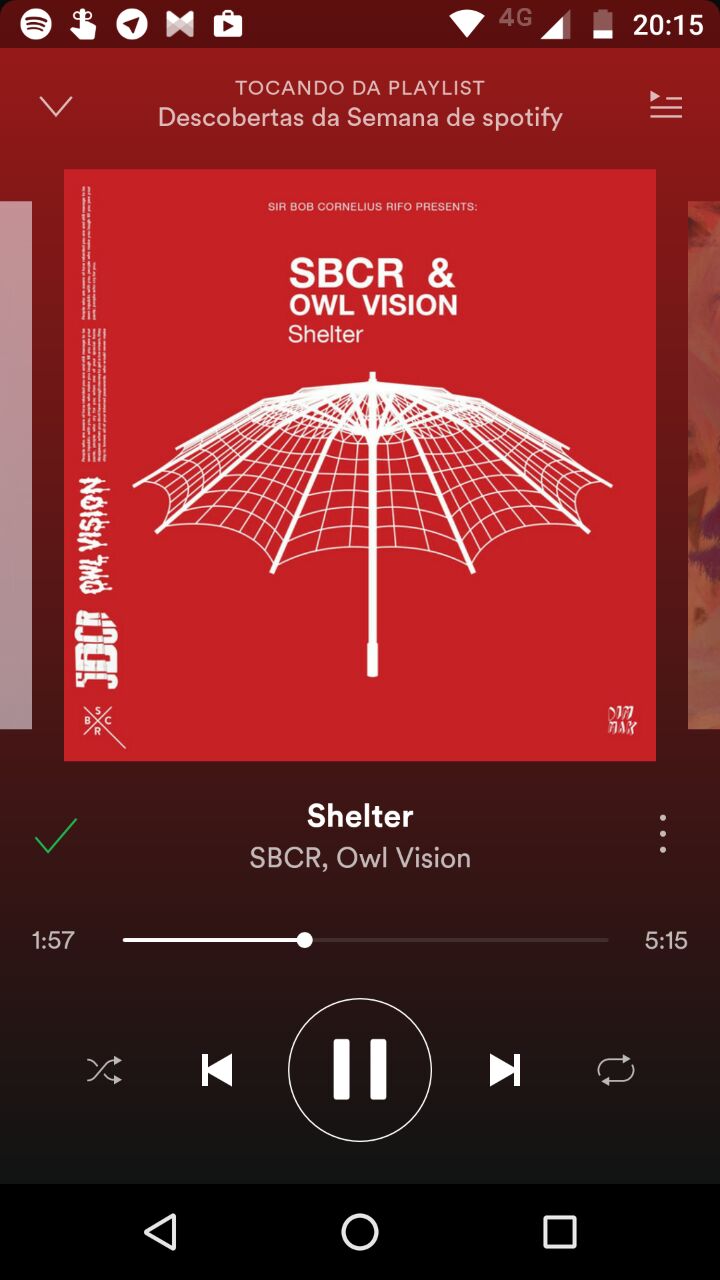 4G
20:15
TOCANDO DA PLAYLIST
Descobertas da Semana de spotify
SIR BOB CORNELIUS RIFO PRESENTS:
SBCR &
OWL VISION
Shelter
OWL VISION
SBCR
S
B C
R
DIM
MAK
Shelter
SBCR, Owl Vision
1:57
5:15